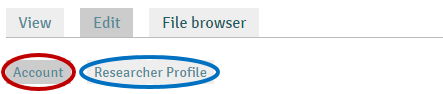 View Edit File browser
Account Researcher Profile